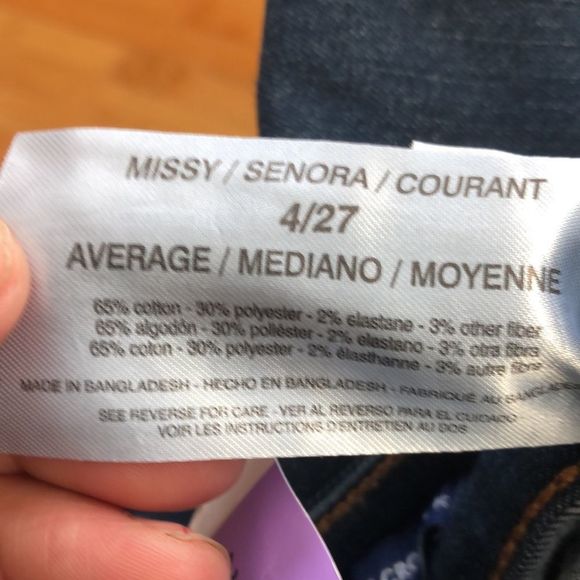 MISSY / SENORA / COURANT
4/27
AVERAGE / MEDIANO / MOYENNE
65% cotton - 30% polyester - 2% elastane - 3% other fiber
65% algodón - 30% poliéster - 2% elastano - 3% otra fibra
65% coton - 30% polyester - 2% élasthanne - 3% autre fibre
MADE IN BANGLADESH - HECHO EN BANGLADESH - FABRIQUÉ AU BANGLADESH
SEE REVERSE FOR CARE - VER AL REVERSO PARA EL CUIDADO
VOIR LES INSTRUCTIONS D'ENTRETIEN AU DOS